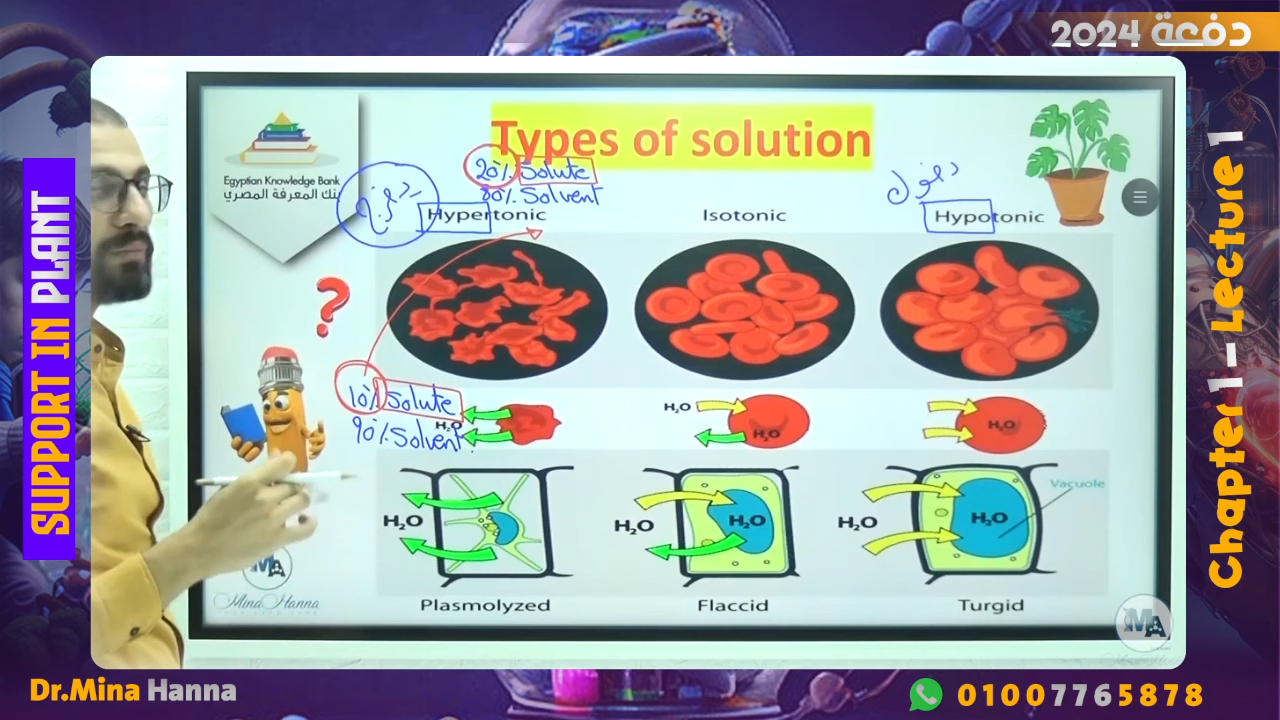 دفعة 2024
SUPPORT IN PLANT
Chapter 1 - Lecture 1
Types of solution
Egyptian Knowledge Bank
بنك المعرفة المصري
20% Solute
80% Solvent
Hypertonic
Isotonic
Hypotonic
10% Solute
90% Solvent
H₂O
H₂O
H₂O
H₂O
H₂O
H₂O
H₂O
H₂O
H₂O
Vacuole
Plasmolyzed
Flaccid
Turgid
MA
Mina Hanna
MA
Dr.Mina Hanna
01007765878